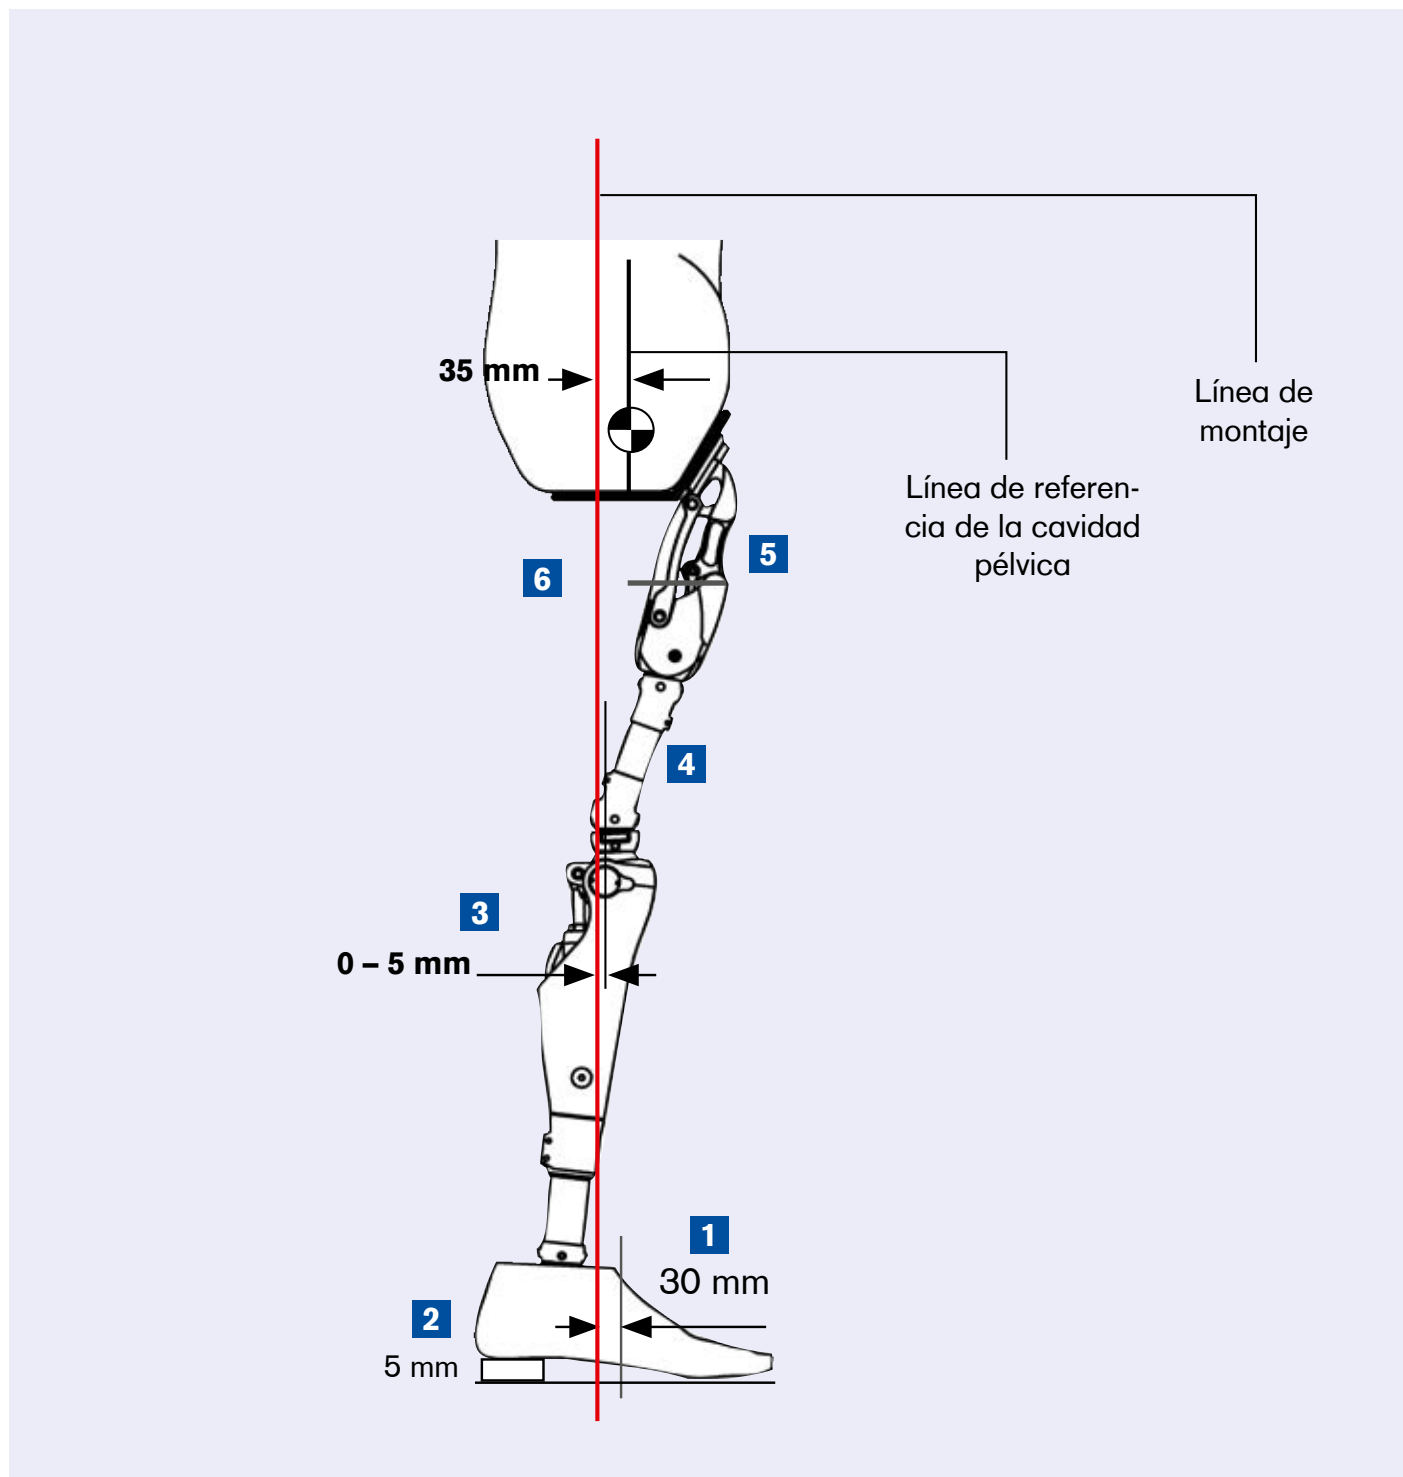 35 mm
Línea de
montaje
Línea de referen-
cia de la cavidad
pélvica
5
6
4
3
0 – 5 mm
1
30 mm
2
5 mm